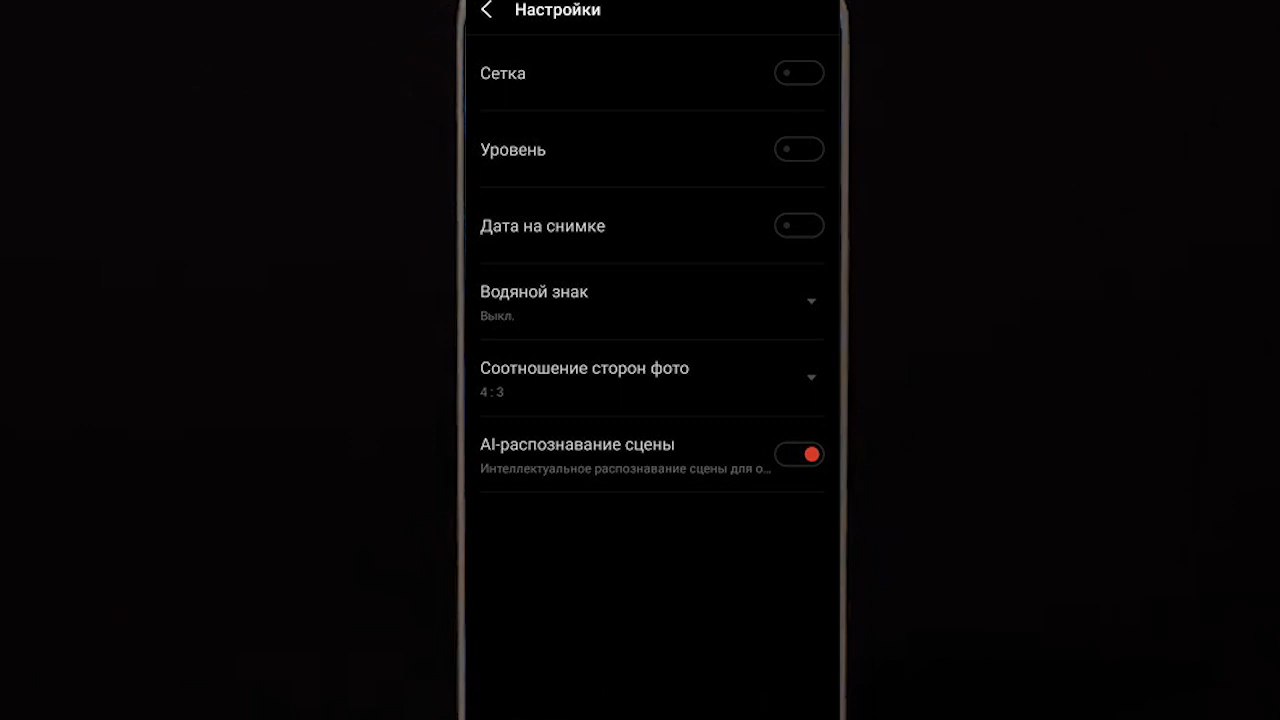 Настройки
Сетка
Уровень
Дата на снимке
Водяной знак
Выкл.
Соотношение сторон фото
4 : 3
AI-распознавание сцены
Интеллектуальное распознавание сцены для о...